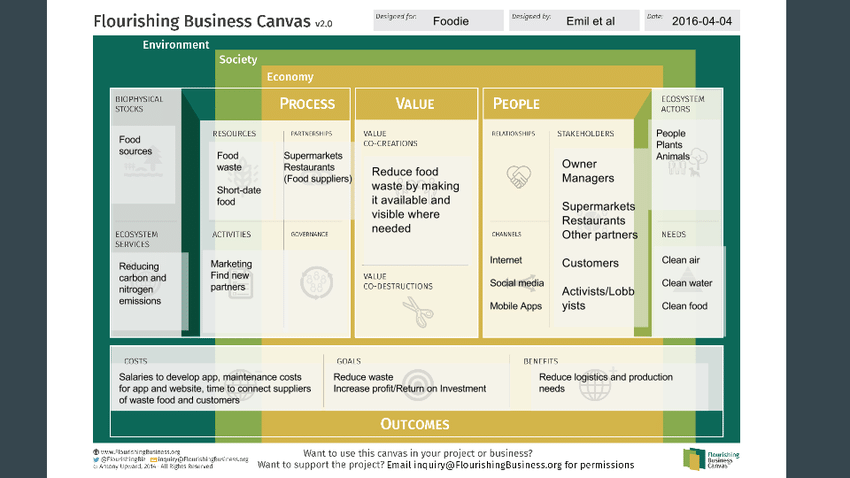 Flourishing Business Canvas v2.0
Designed for:
Foodie
Designed by:
Emil et al
Date:
2016-04-04
Environment
Society
Economy
BIOPHYSICAL
STOCKS
Food
sources
ECOSYSTEM
SERVICES
Reducing
carbon and
nitrogen
emissions
PROCESS
RESOURCES
Food
waste
Short-date
food
PARTNERSHIPS
Supermarkets
Restaurants
(Food suppliers)
ACTIVITIES
Marketing
Find new
partners
GOVERNANCE
VALUE
VALUE
CO-CREATIONS
Reduce food
waste by making
it available and
visible where
needed
VALUE
CO-DESTRUCTIONS
PEOPLE
RELATIONSHIPS
CHANNELS
Internet
Social media
Mobile Apps
STAKEHOLDERS
Owner
Managers
Supermarkets
Restaurants
Other partners
Customers
Activists/Lobb
yists
ECOSYSTEM
ACTORS
People
Plants
Animals
NEEDS
Clean air
Clean water
Clean food
COSTS
Salaries to develop app, maintenance costs
for app and website, time to connect suppliers
of waste food and customers
GOALS
Reduce waste
Increase profit/Return on Investment
BENEFITS
Reduce logistics and production
needs
OUTCOMES
www.FlourishingBusiness.org
@FlourishingBiz inquiry@FlourishingBusiness.org
© Antony Upward, 2014 All Rights Reserved
Want to use this canvas in your project or business?
Want to support the project? Email inquiry@FlourishingBusiness.org for permissions
Flourishing
Business
Canvas